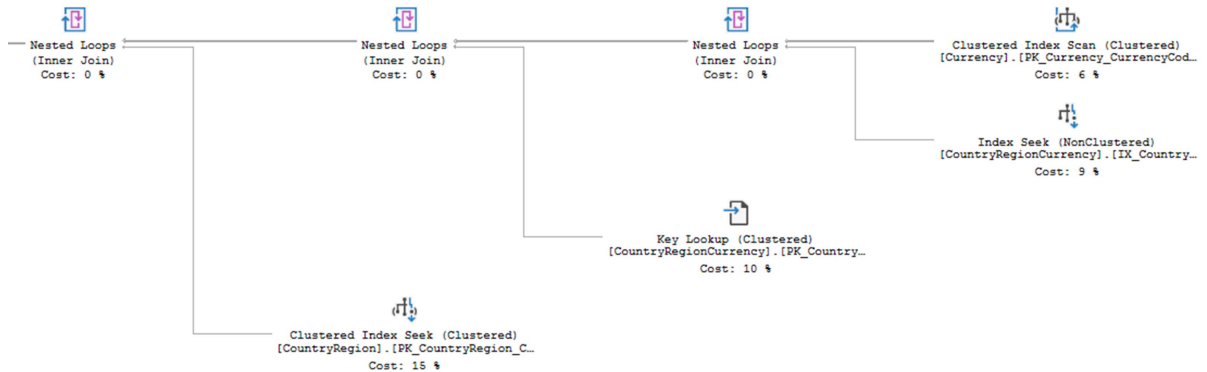 Nested Loops
(Inner Join)
Cost: 0 %
Nested Loops
(Inner Join)
Cost: 0 %
Nested Loops
(Inner Join)
Cost: 0 %
Clustered Index Scan (Clustered)
[Currency].[PK_Currency_CurrencyCod…
Cost: 6 %
Index Seek (NonClustered)
[CountryRegionCurrency].[IX_Country…
Cost: 9 %
Key Lookup (Clustered)
[CountryRegionCurrency].[PK_Country…
Cost: 10 %
Clustered Index Seek (Clustered)
[CountryRegion].[PK_CountryRegion_C…
Cost: 15 %